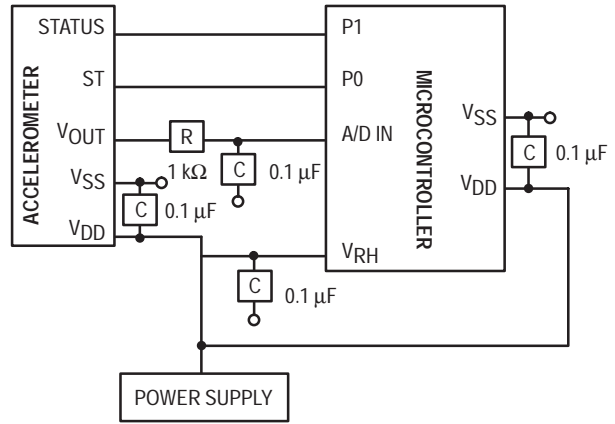 STATUS
P1
ST
P0
VOUT
R
A/D IN
1 kΩ
C
0.1 µF
VSS
C
0.1 µF
VDD
ACCELEROMETER
MICROCONTROLLER
VSS
C
0.1 µF
VDD
VRH
C
0.1 µF
POWER SUPPLY